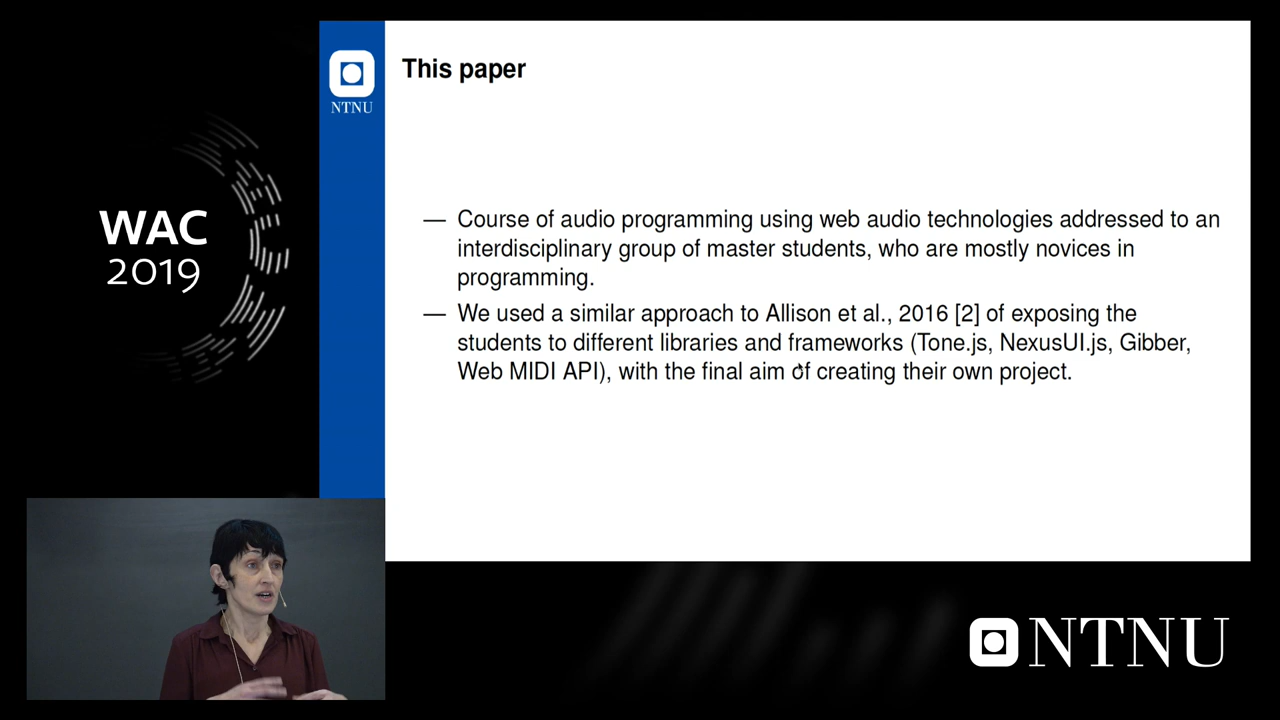 This paper
NTNU
WAC
2019
— Course of audio programming using web audio technologies addressed to an
interdisciplinary group of master students, who are mostly novices in
programming.
— We used a similar approach to Allison et al., 2016 [2] of exposing the
students to different libraries and frameworks (Tone.js, NexusUI.js, Gibber,
Web MIDI API), with the final aim of creating their own project.
NTNU